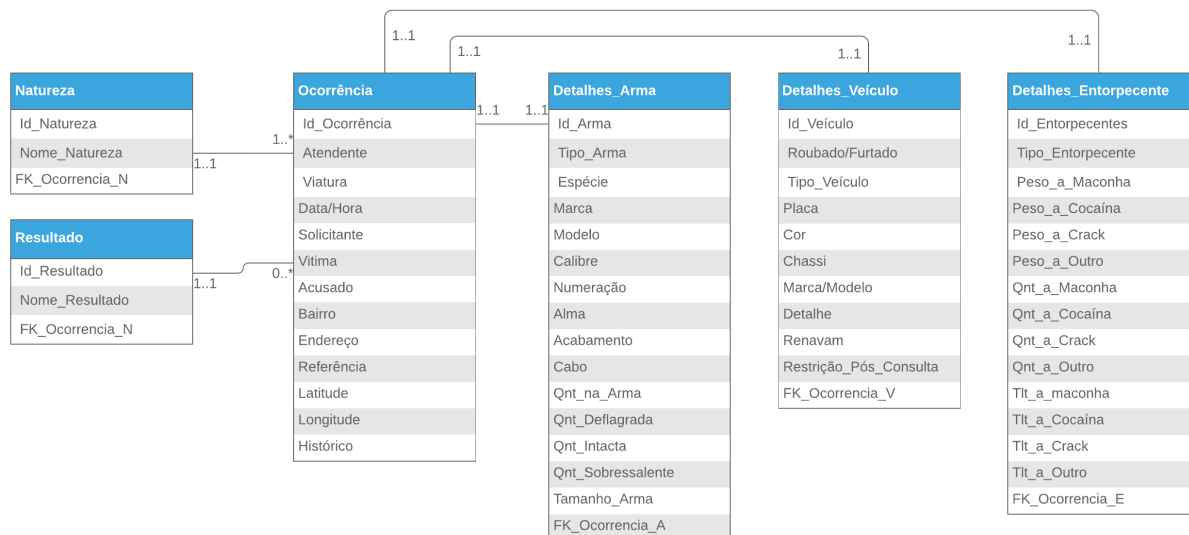 1..1
1..1
1..1
1..1
Natureza
Id_Natureza
Nome_Natureza
FK_Ocorrencia_N
1..1
1..*
Resultado
Id_Resultado
Nome_Resultado
FK_Ocorrencia_N
1..1
0..*
Ocorrência
Id_Ocorrência
Atendente
Viatura
Data/Hora
Solicitante
Vitima
Acusado
Bairro
Endereço
Referência
Latitude
Longitude
Histórico
1..1
1..1
Detalhes_Arma
Id_Arma
Tipo_Arma
Espécie
Marca
Modelo
Calibre
Numeração
Alma
Acabamento
Cabo
Qnt_na_Arma
Qnt_Deflagrada
Qnt_Intacta
Qnt_Sobressalente
Tamanho_Arma
FK_Ocorrencia_A
Detalhes_Veículo
Id_Veículo
Roubado/Furtado
Tipo_Veículo
Placa
Cor
Chassi
Marca/Modelo
Detalhe
Renavam
Restrição_Pós_Consulta
FK_Ocorrencia_V
Detalhes_Entorpecente
Id_Entorpecentes
Tipo_Entorpecente
Peso_a_Maconha
Peso_a_Cocaína
Peso_a_Crack
Peso_a_Outro
Qnt_a_Maconha
Qnt_a_Cocaína
Qnt_a_Crack
Qnt_a_Outro
Tlt_a_maconha
Tlt_a_Cocaína
Tlt_a_Crack
Tlt_a_Outro
FK_Ocorrencia_E